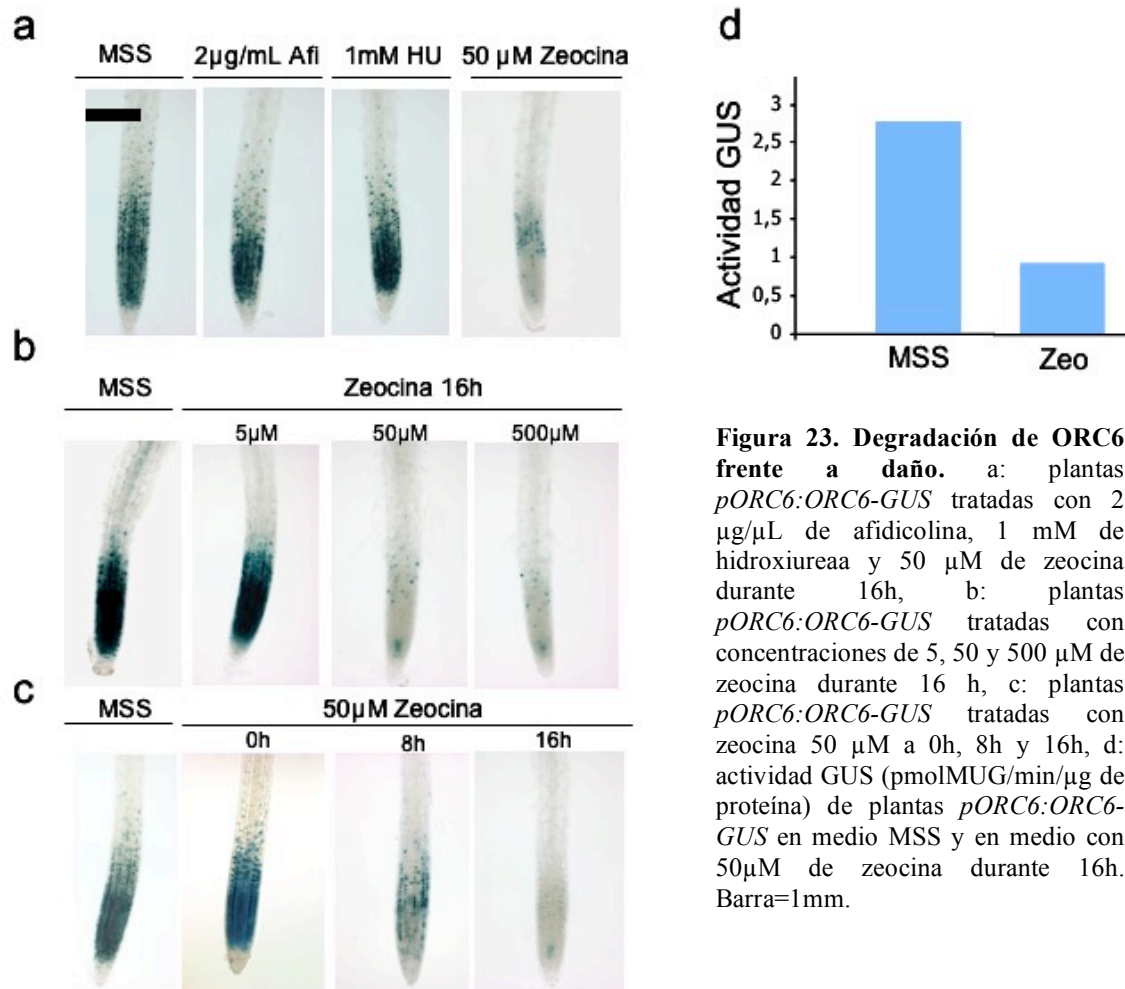 a
MSS 2µg/mL Afi 1mM HU 50 µM Zeocina
b
MSS Zeocina 16h
5µM 50µM 500µM
c
MSS 50µM Zeocina
0h 8h 16h
d
Actividad GUS
3
2,5
2
1,5
1
0,5
0
MSS Zeo
Figura 23. Degradación de ORC6
frente a daño. a: plantas
pORC6:ORC6-GUS tratadas con 2
µg/µL de afidicolina, 1 mM de
hidroxiureaa y 50 µM de zeocina
durante 16h, b: plantas
pORC6:ORC6-GUS tratadas con
concentraciones de 5, 50 y 500 µM de
zeocina durante 16 h, c: plantas
pORC6:ORC6-GUS tratadas con
zeocina 50 µM a 0h, 8h y 16h, d:
actividad GUS (pmolMUG/min/µg de
proteína) de plantas pORC6:ORC6-
GUS en medio MSS y en medio con
50µM de zeocina durante 16h.
Barra=1mm.